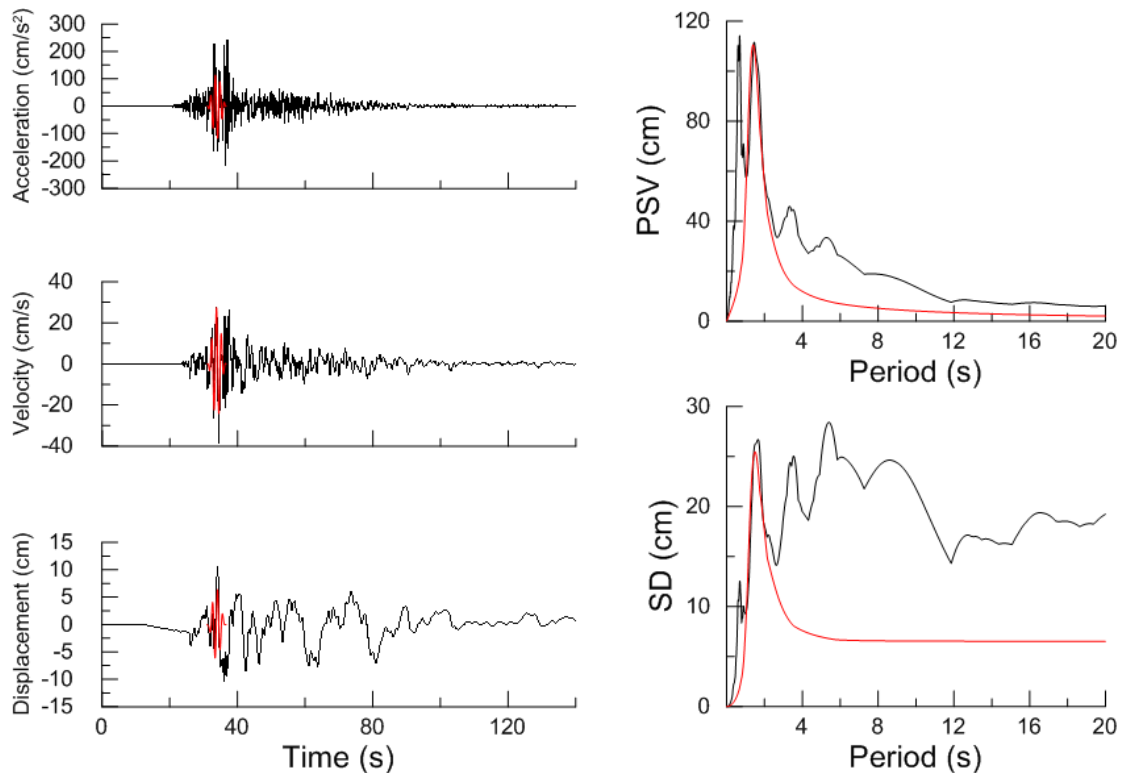 Acceleration (cm/s²)
300
200
100
0
-100
-200
-300
Velocity (cm/s)
40
20
0
-20
-40
Displacement (cm)
15
10
5
0
-5
-10
-15
0 40 80 120
Time (s)
PSV (cm)
120
80
40
0
4 8 12 16 20
Period (s)
SD (cm)
30
20
10
0
4 8 12 16 20
Period (s)